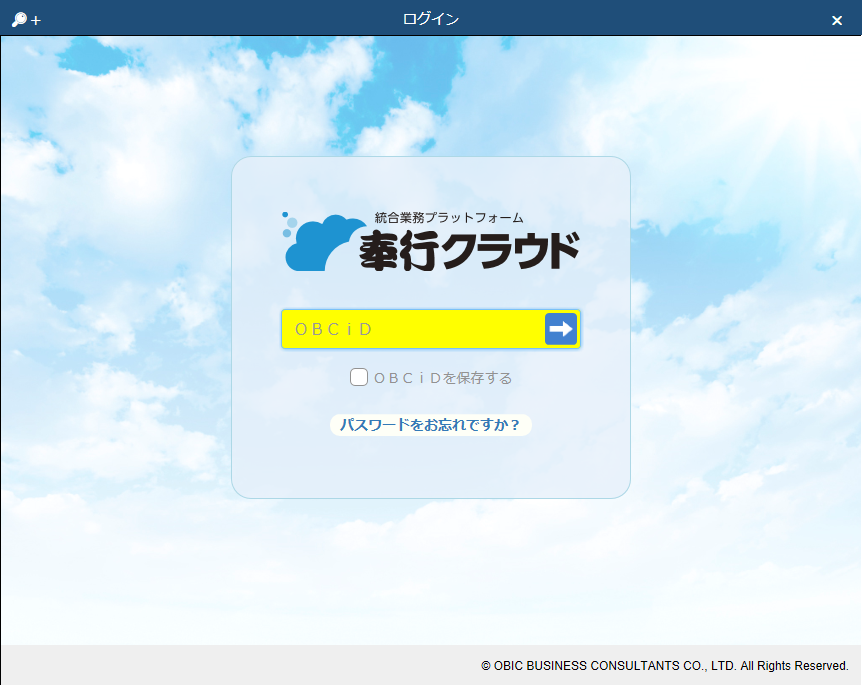 ログイン
統合業務プラットフォーム
奉行クラウド
ＯＢＣｉＤ
ＯＢＣｉＤを保存する
パスワードをお忘れですか？
© OBIC BUSINESS CONSULTANTS CO., LTD. All Rights Reserved.